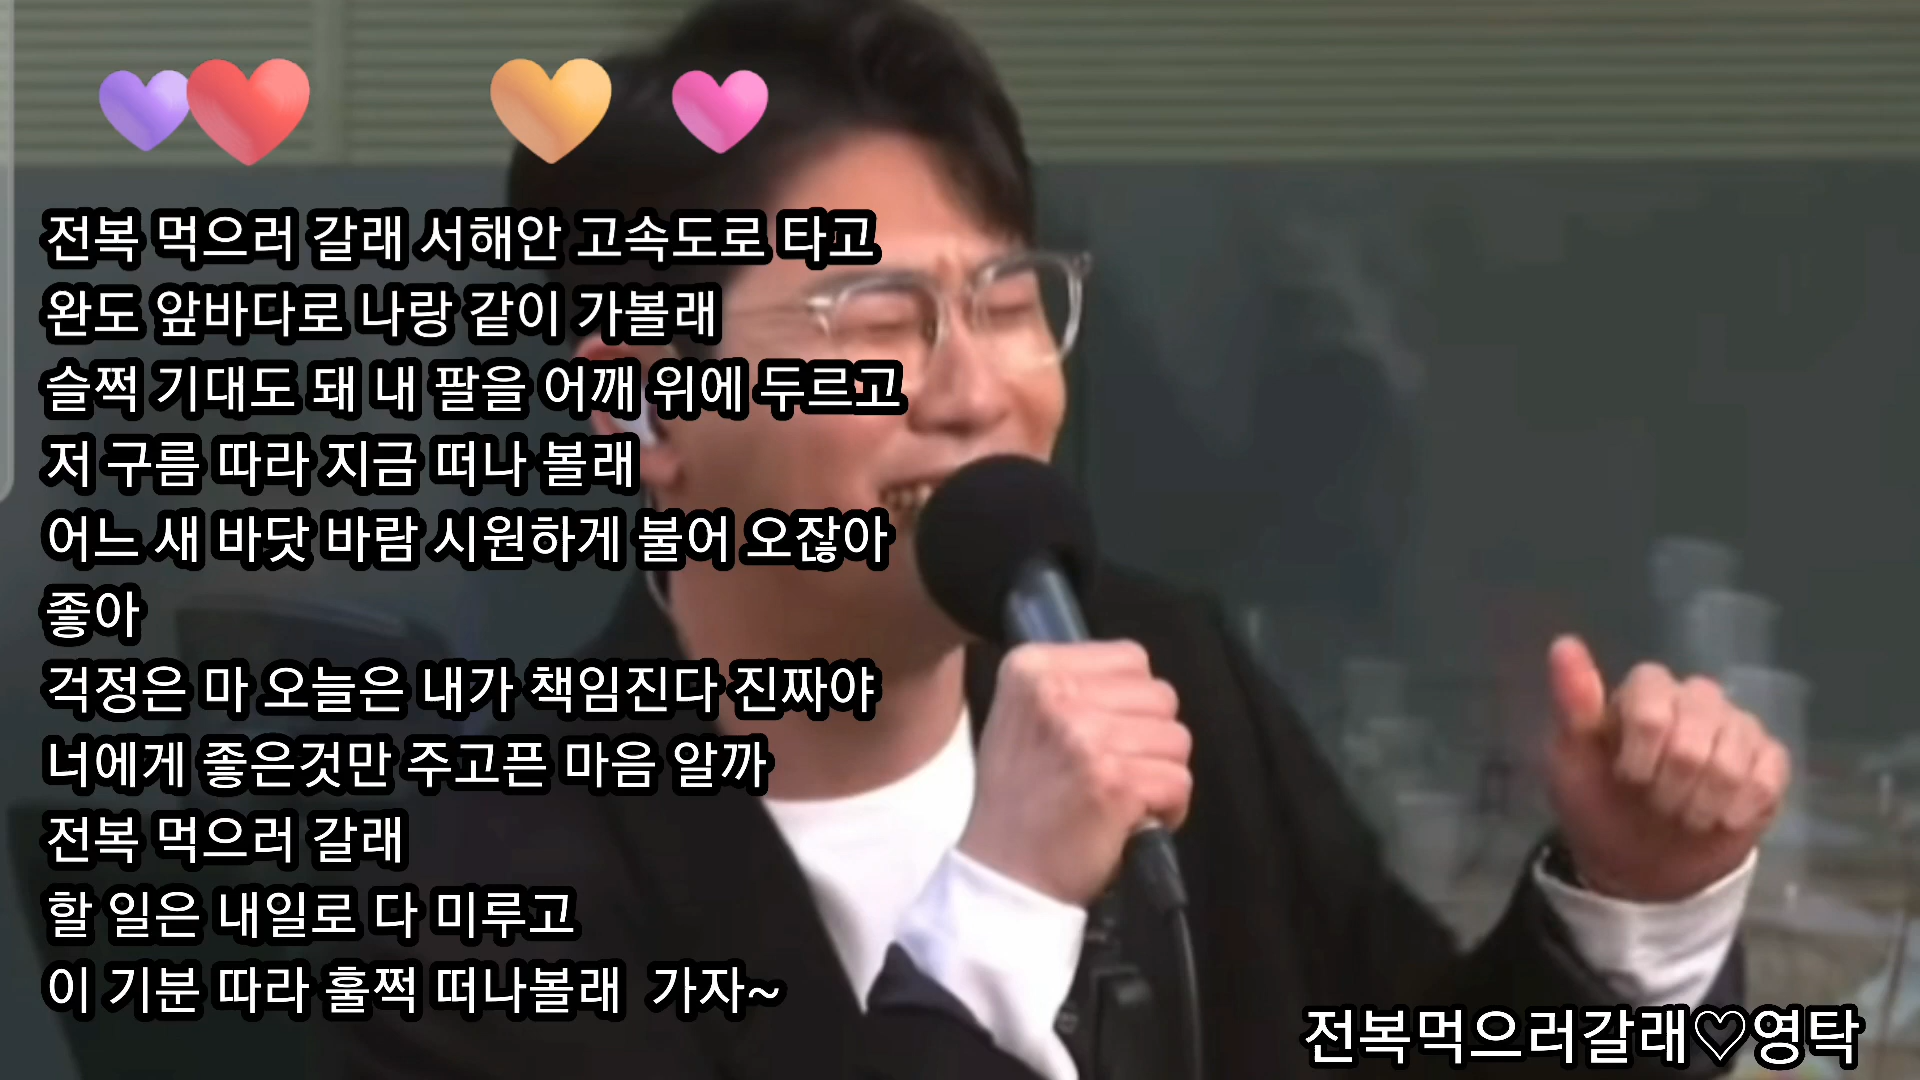 전복 먹으러 갈래 서해안 고속도로 타고
완도 앞바다로 나랑 같이 가볼래
슬쩍 기대도 돼 내 팔을 어깨 위에 두르고
저 구름 따라 지금 떠나 볼래
어느 새 바닷 바람 시원하게 불어 오잖아
좋아
걱정은 마 오늘은 내가 책임진다 진짜야
너에게 좋은것만 주고픈 마음 알까
전복 먹으러 갈래
할 일은 내일로 다 미루고
이 기분 따라 훌쩍 떠나볼래 가자~
전복먹으러갈래♡영탁